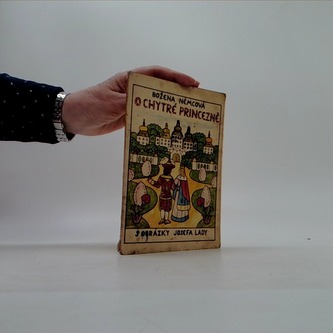 BOŽENA NĚMCOVÁ
O CHYTRÉ PRINCEZNĚ
S OBRÁZKY JOSEFA LADY